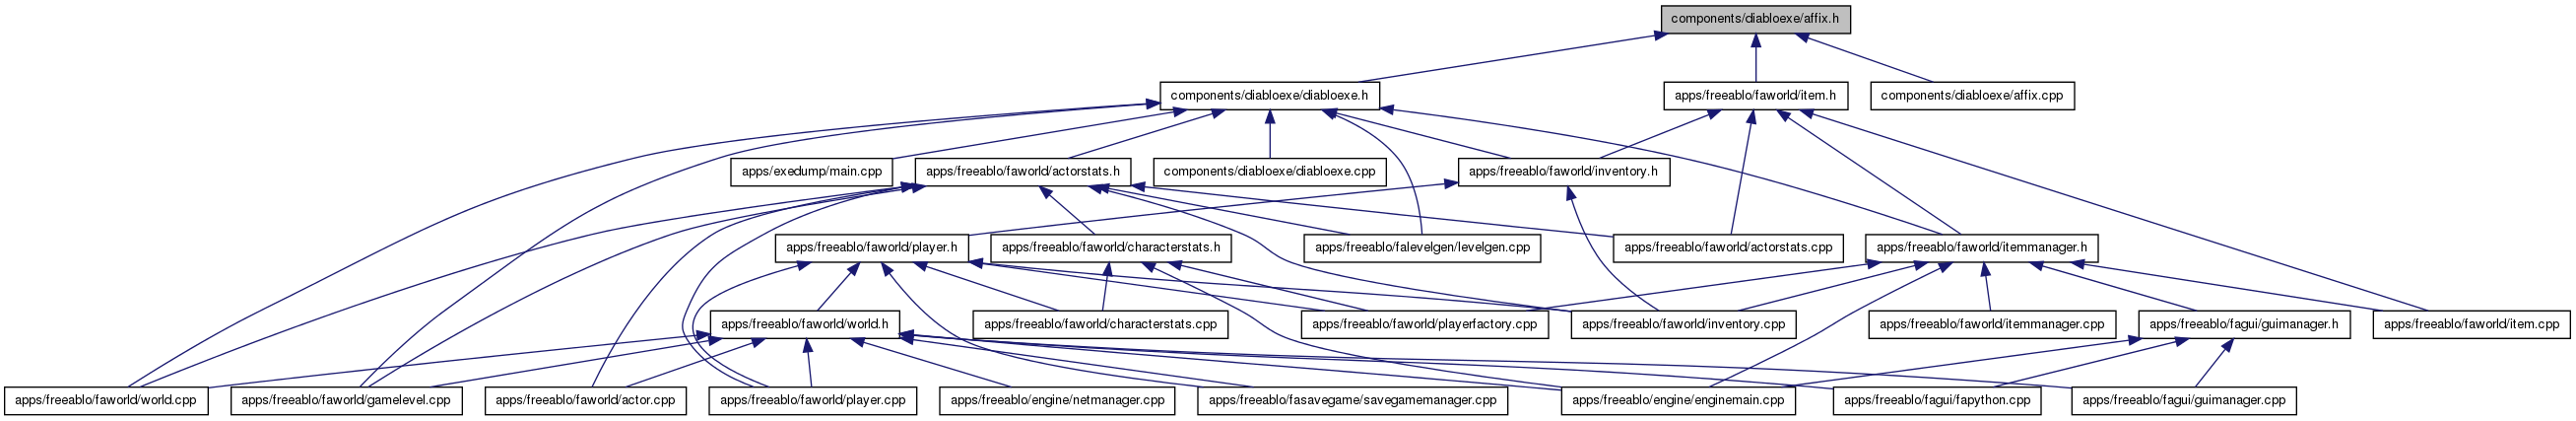 components/diabloexe/affix.h
components/diabloexe/diabloexe.h
apps/freeablo/faworld/item.h
components/diabloexe/affix.cpp
apps/exedump/main.cpp
apps/freeablo/faworld/actorstats.h
components/diabloexe/diabloexe.cpp
apps/freeablo/faworld/inventory.h
apps/freeablo/faworld/player.h
apps/freeablo/faworld/characterstats.h
apps/freeablo/falevelgen/levelgen.cpp
apps/freeablo/faworld/actorstats.cpp
apps/freeablo/faworld/itemmanager.h
apps/freeablo/faworld/world.h
apps/freeablo/faworld/characterstats.cpp
apps/freeablo/faworld/playerfactory.cpp
apps/freeablo/faworld/inventory.cpp
apps/freeablo/faworld/itemmanager.cpp
apps/freeablo/fagui/guimanager.h
apps/freeablo/faworld/item.cpp
apps/freeablo/faworld/world.cpp
apps/freeablo/faworld/gamelevel.cpp
apps/freeablo/faworld/actor.cpp
apps/freeablo/faworld/player.cpp
apps/freeablo/engine/netmanager.cpp
apps/freeablo/fasavegame/savegamemanager.cpp
apps/freeablo/engine/enginemain.cpp
apps/freeablo/fagui/fapython.cpp
apps/freeablo/fagui/guimanager.cpp